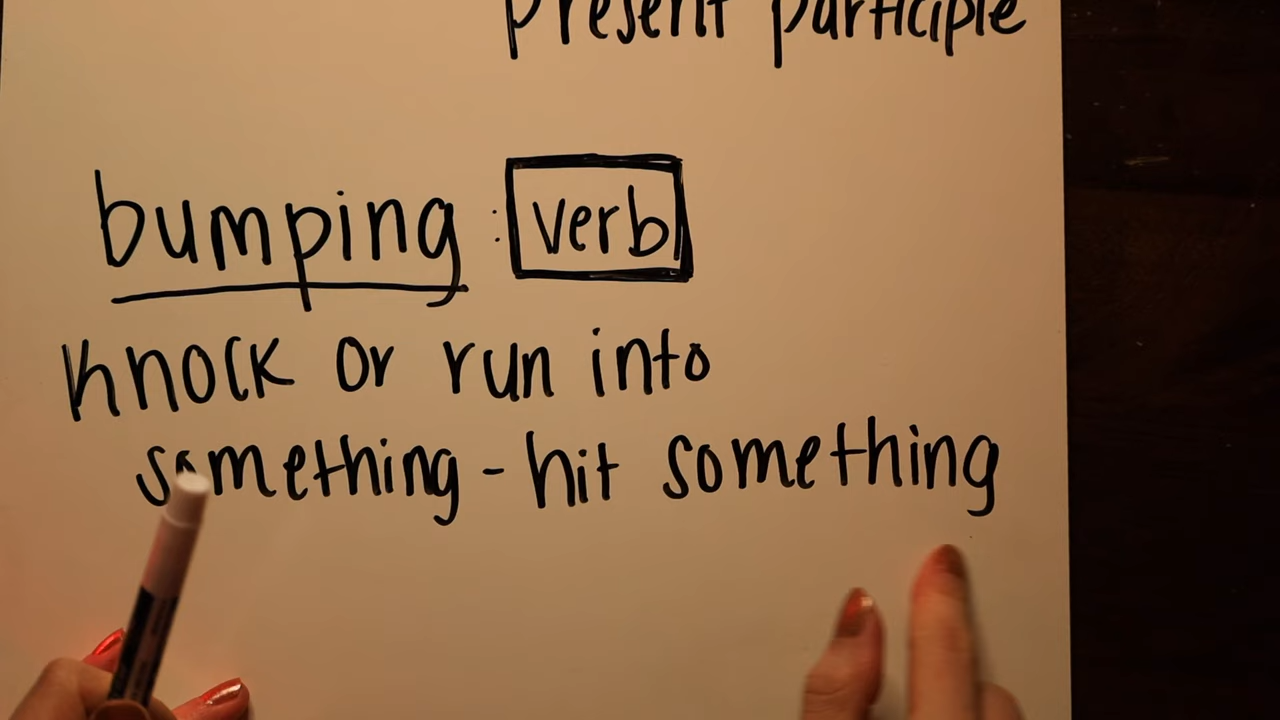 present participle
bumping : verb
knock or run into
something - hit something